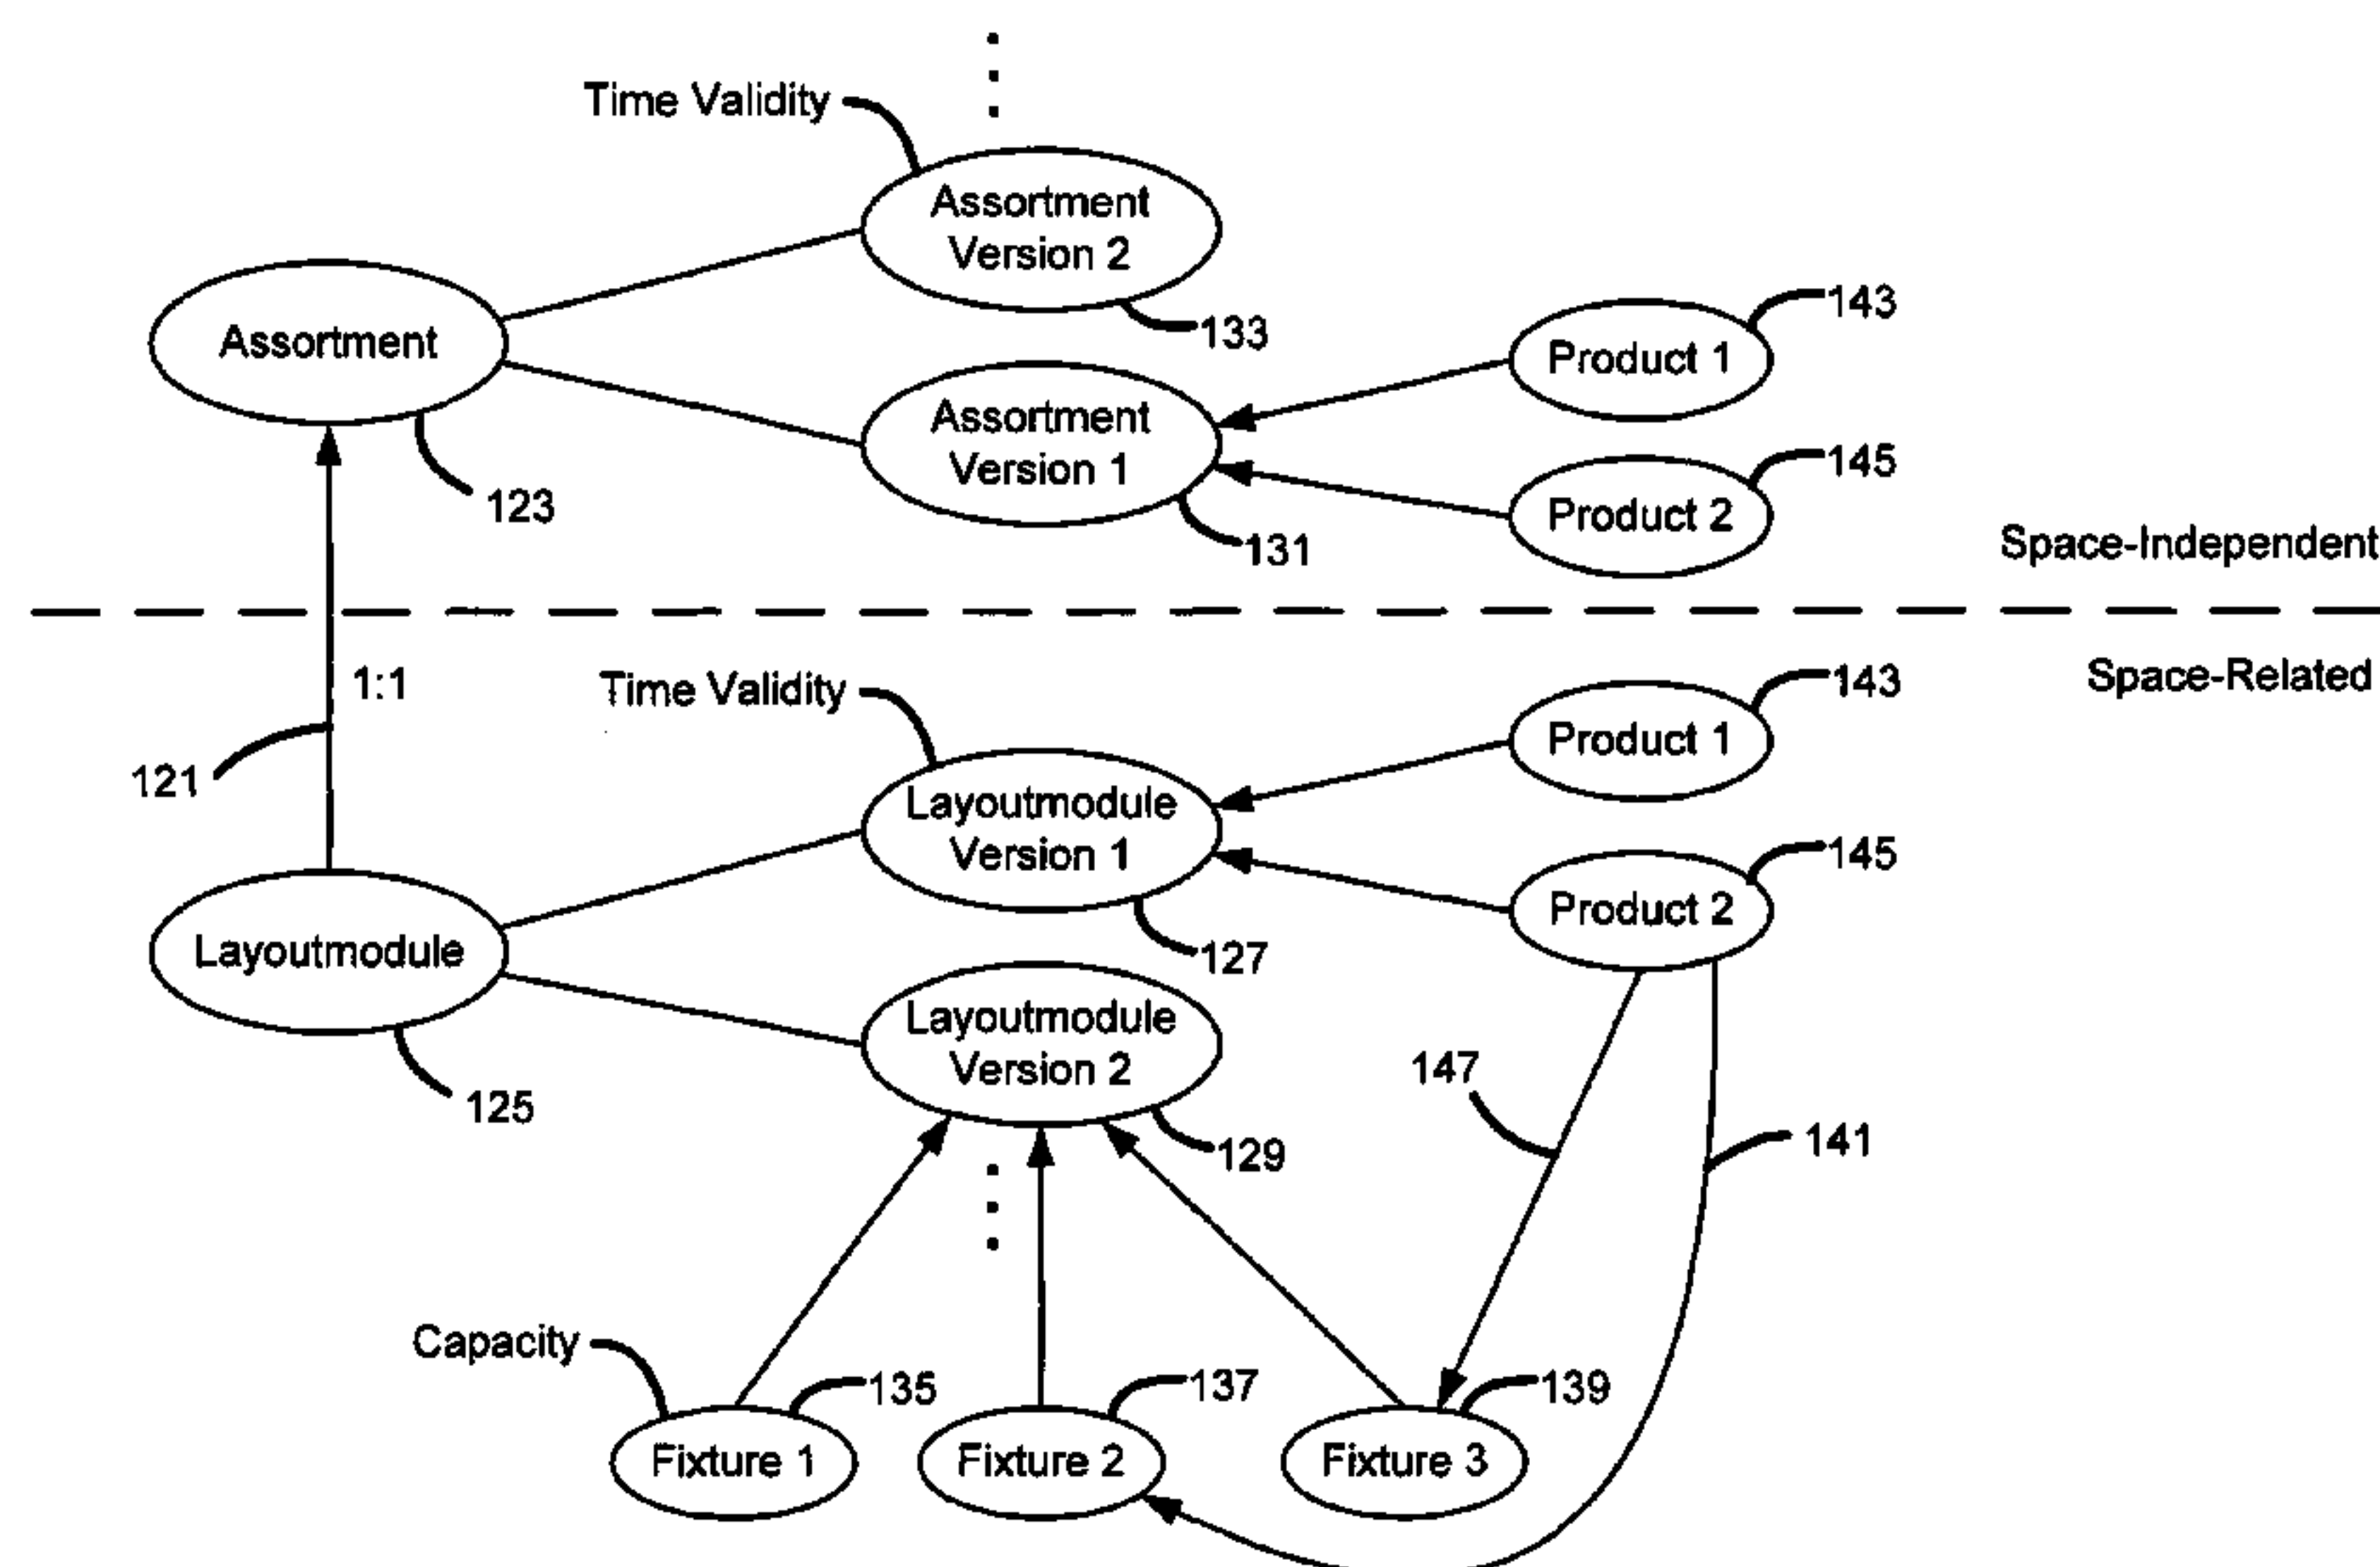 Time Validity
Assortment
Version 2
133
Assortment
123
Assortment
Version 1
131
Product 1
143
Product 2
145
Space-Independent
Space-Related
1:1
121
Time Validity
Layoutmodule
Version 1
127
Product 1
143
Product 2
145
Layoutmodule
125
Layoutmodule
Version 2
129
147
141
Capacity
135
137
139
Fixture 1
Fixture 2
Fixture 3